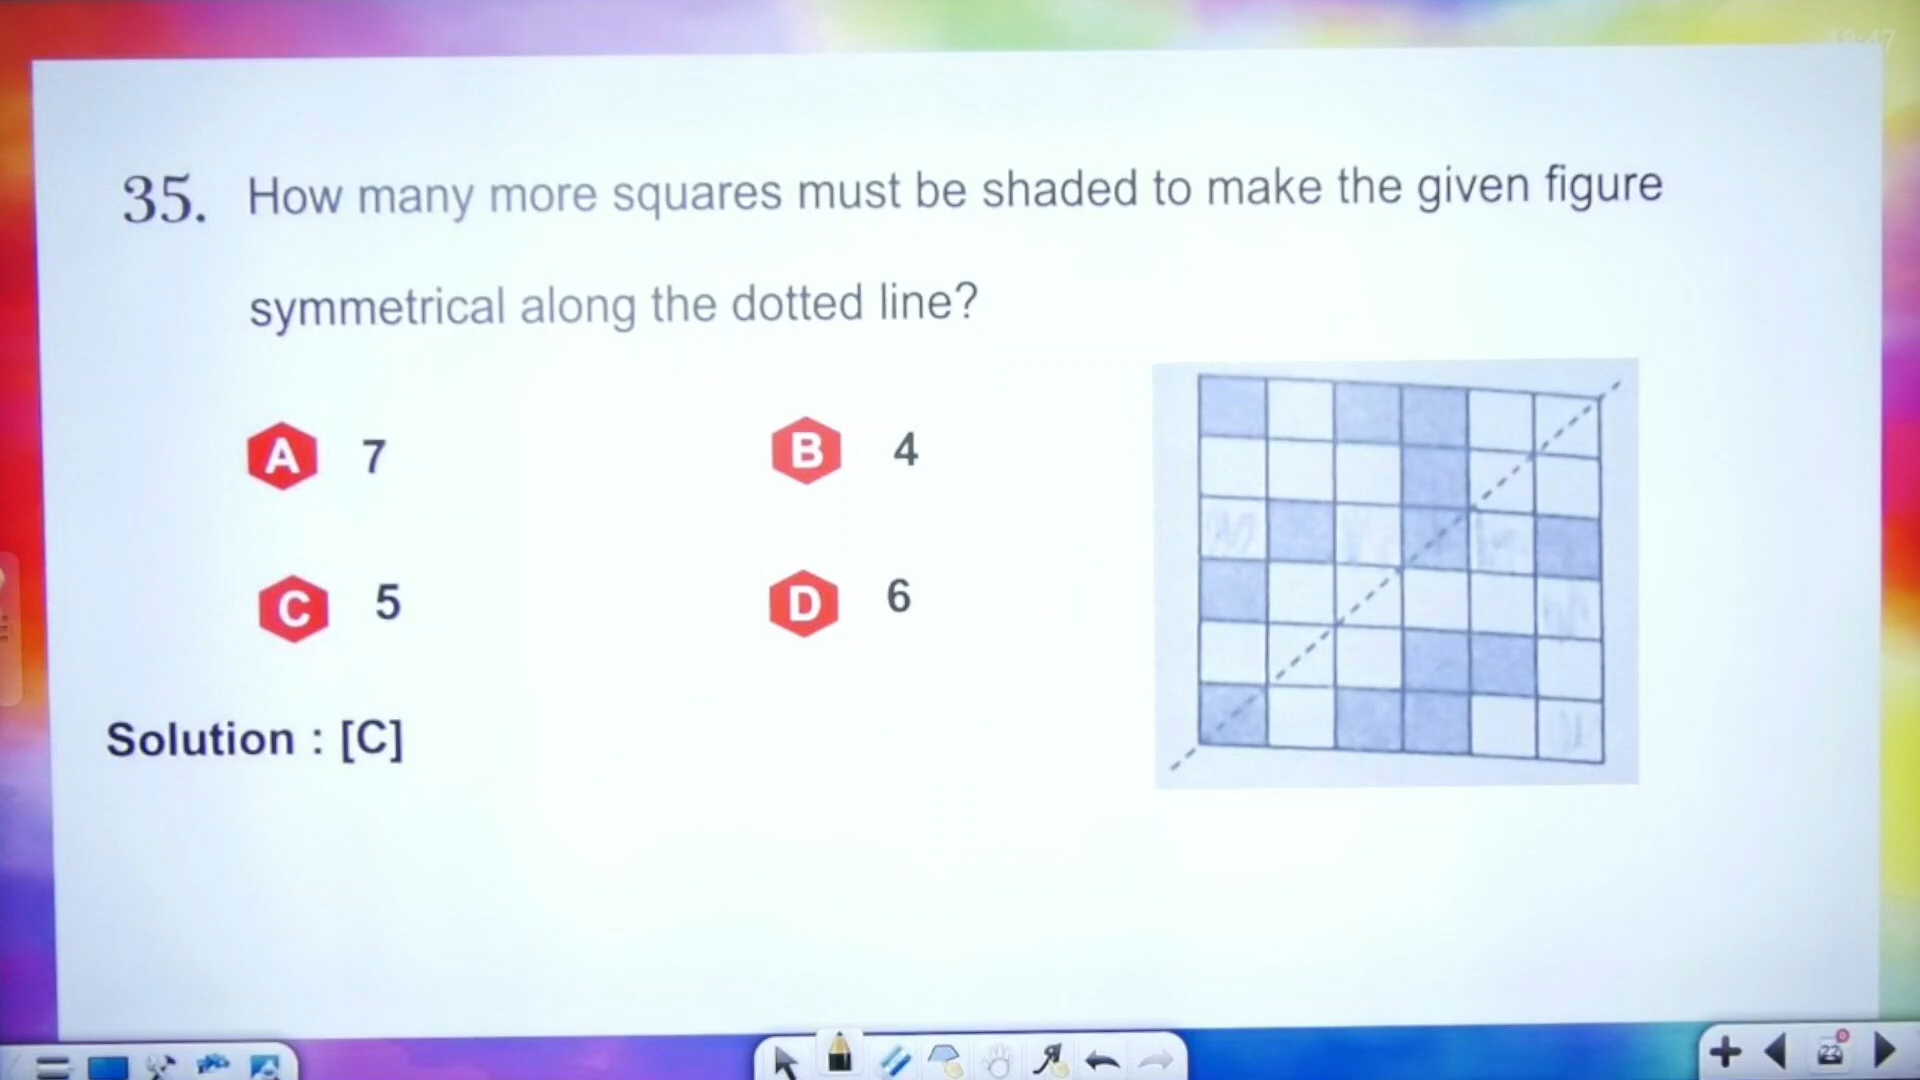 35. How many more squares must be shaded to make the given figure
symmetrical along the dotted line?
A 7
B 4
C 5
D 6
Solution : [C]